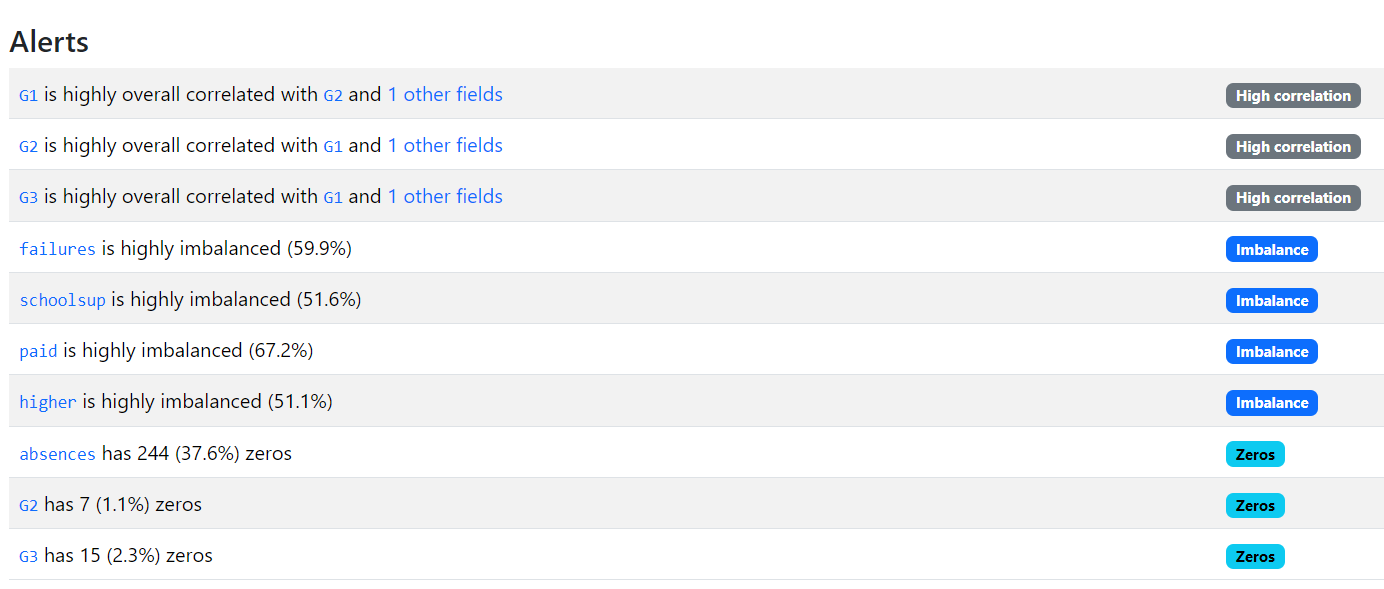 Alerts
G1 is highly overall correlated with G2 and 1 other fields High correlation
G2 is highly overall correlated with G1 and 1 other fields High correlation
G3 is highly overall correlated with G1 and 1 other fields High correlation
failures is highly imbalanced (59.9%) Imbalance
schoolsup is highly imbalanced (51.6%) Imbalance
paid is highly imbalanced (67.2%) Imbalance
higher is highly imbalanced (51.1%) Imbalance
absences has 244 (37.6%) zeros Zeros
G2 has 7 (1.1%) zeros Zeros
G3 has 15 (2.3%) zeros Zeros